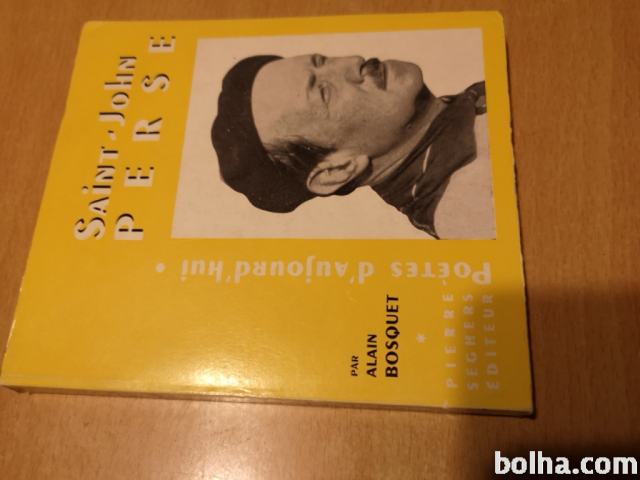 SAINT-JOHN
PERSE
POÈTES d'AUJOURd'hui •
PAR
ALAIN
BOSQUET
*
PIERRE
SEGHERS
ÉDITEUR
bolha.com